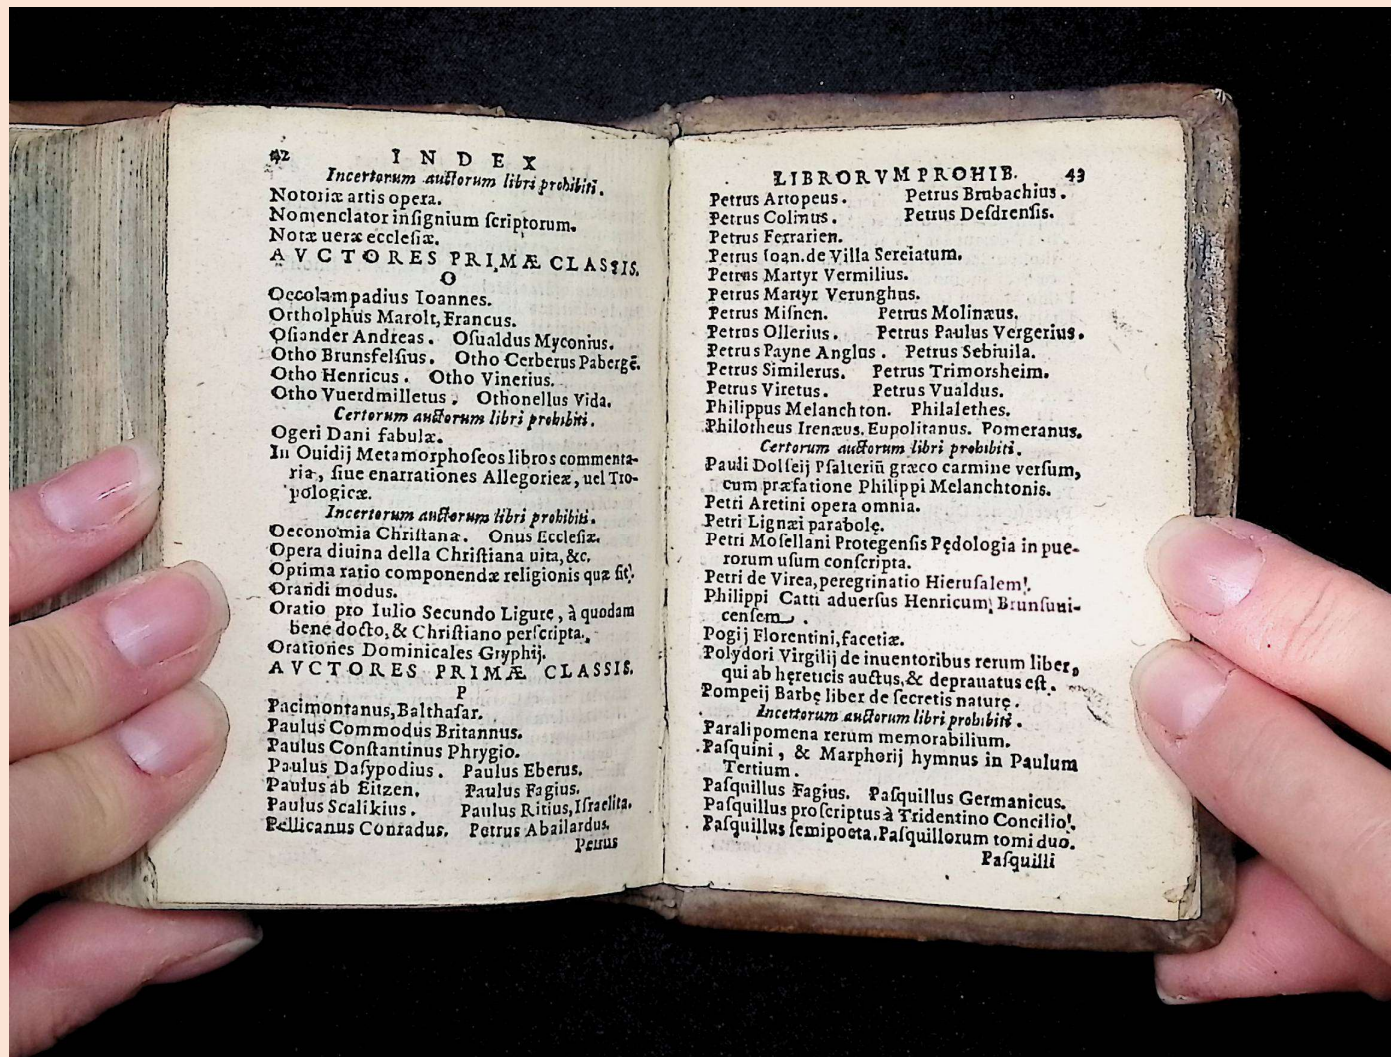 42 INDEX
Incertorum auctorum libri prohibiti.
Notoriæ artis opera.
Nomenclator inſignium ſcriptorum.
Notæ ueræ eccleſiæ.
AVCTORES PRIMÆ CLASSIS.
O
Occolampadius Ioannes.
Ortholphus Marolt, Francus.
Oſiander Andreas. Oſualdus Myconius.
Otho Brunsfelſius. Otho Cerberus Pabergē.
Otho Henricus. Otho Vinerius.
Otho Vuerdmilletus. Othonellus Vida.
Certorum auctorum libri prohibiti.
Ogeri Dani fabulæ.
In Ouidij Metamorphoſeos libros commenta-
ria, ſiue enarrationes Allegoricæ, uel Tro-
pologicæ.
Incertorum auctorum libri prohibiti.
Oeconomia Chriſtiana. Onus Eccleſiæ.
Opera diuina della Chriſtiana uita, &c.
Optima ratio componendæ religionis quæ ſit.
Orandi modus.
Oratio pro Iulio Secundo Ligure, à quodam
bene docto, & Chriſtiano perſcripta.
Orationes Dominicales Gryphij.
AVCTORES PRIMÆ CLASSIS.
P
Pacimontanus, Balthaſar.
Paulus Commodus Britannus.
Paulus Conſtantinus Phrygio.
Paulus Daſypodius. Paulus Eberus.
Paulus ab Eitzen. Paulus Fagius.
Paulus Scalikius. Paulus Ritius, Iſraelita.
Pellicanus Conradus. Petrus Abailardus.
Petrus
LIBRORVM PROHIB. 43
Petrus Artopeus. Petrus Brubachius.
Petrus Colinus. Petrus Deſdrenſis.
Petrus Ferrarien.
Petrus Ioan. de Villa Sereiatum.
Petrus Martyr Vermilius.
Petrus Martyr Verunghus.
Petrus Miſnen. Petrus Molinæus.
Petrus Ollerius. Petrus Paulus Vergerius.
Petrus Payne Anglus. Petrus Sebiuila.
Petrus Similerus. Petrus Trimorsheim.
Petrus Viretus. Petrus Vualdus.
Philippus Melanchton. Philalethes.
Philotheus Irenæus. Eupolitanus. Pomeranus.
Certorum auctorum libri prohibiti.
Pauli Dolſeij Pſalteriū græco carmine verſum,
cum præfatione Philippi Melanchtonis.
Petri Aretini opera omnia.
Petri Lignæi parabolę.
Petri Moſellani Protegenſis Pędologia in pue-
rorum uſum conſcripta.
Petri de Virea, peregrinatio Hieruſalem.
Philippi Catti aduerſus Henricum, Brunſuui-
cenſem.
Pogij Florentini, facetiæ.
Polydori Virgilij de inuentoribus rerum liber,
qui ab hęreticis auctus, & deprauatus eſt.
Pompeij Barbę liber de ſecretis naturę.
Incertorum auctorum libri prohibiti.
Paralipomena rerum memorabilium.
Paſquini, & Marphorij hymnus in Paulum
Tertium.
Paſquillus Fagius. Paſquillus Germanicus.
Paſquillus proſcriptus à Tridentino Concilio.
Paſquillus ſemipoeta. Paſquillorum tomi duo.
Paſquilli